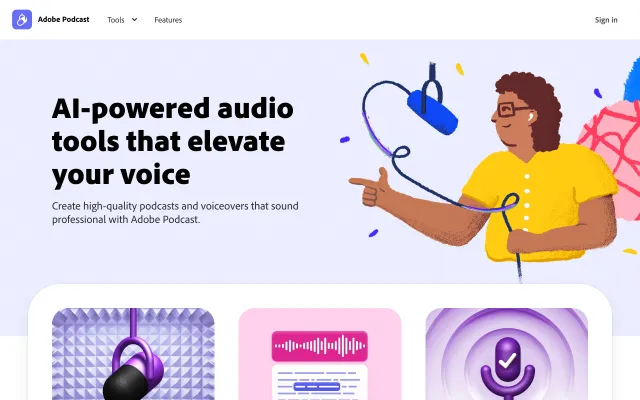 Adobe Podcast
Tools
Features
Sign in
AI-powered audio
tools that elevate
your voice
Create high-quality podcasts and voiceovers that sound
professional with Adobe Podcast.